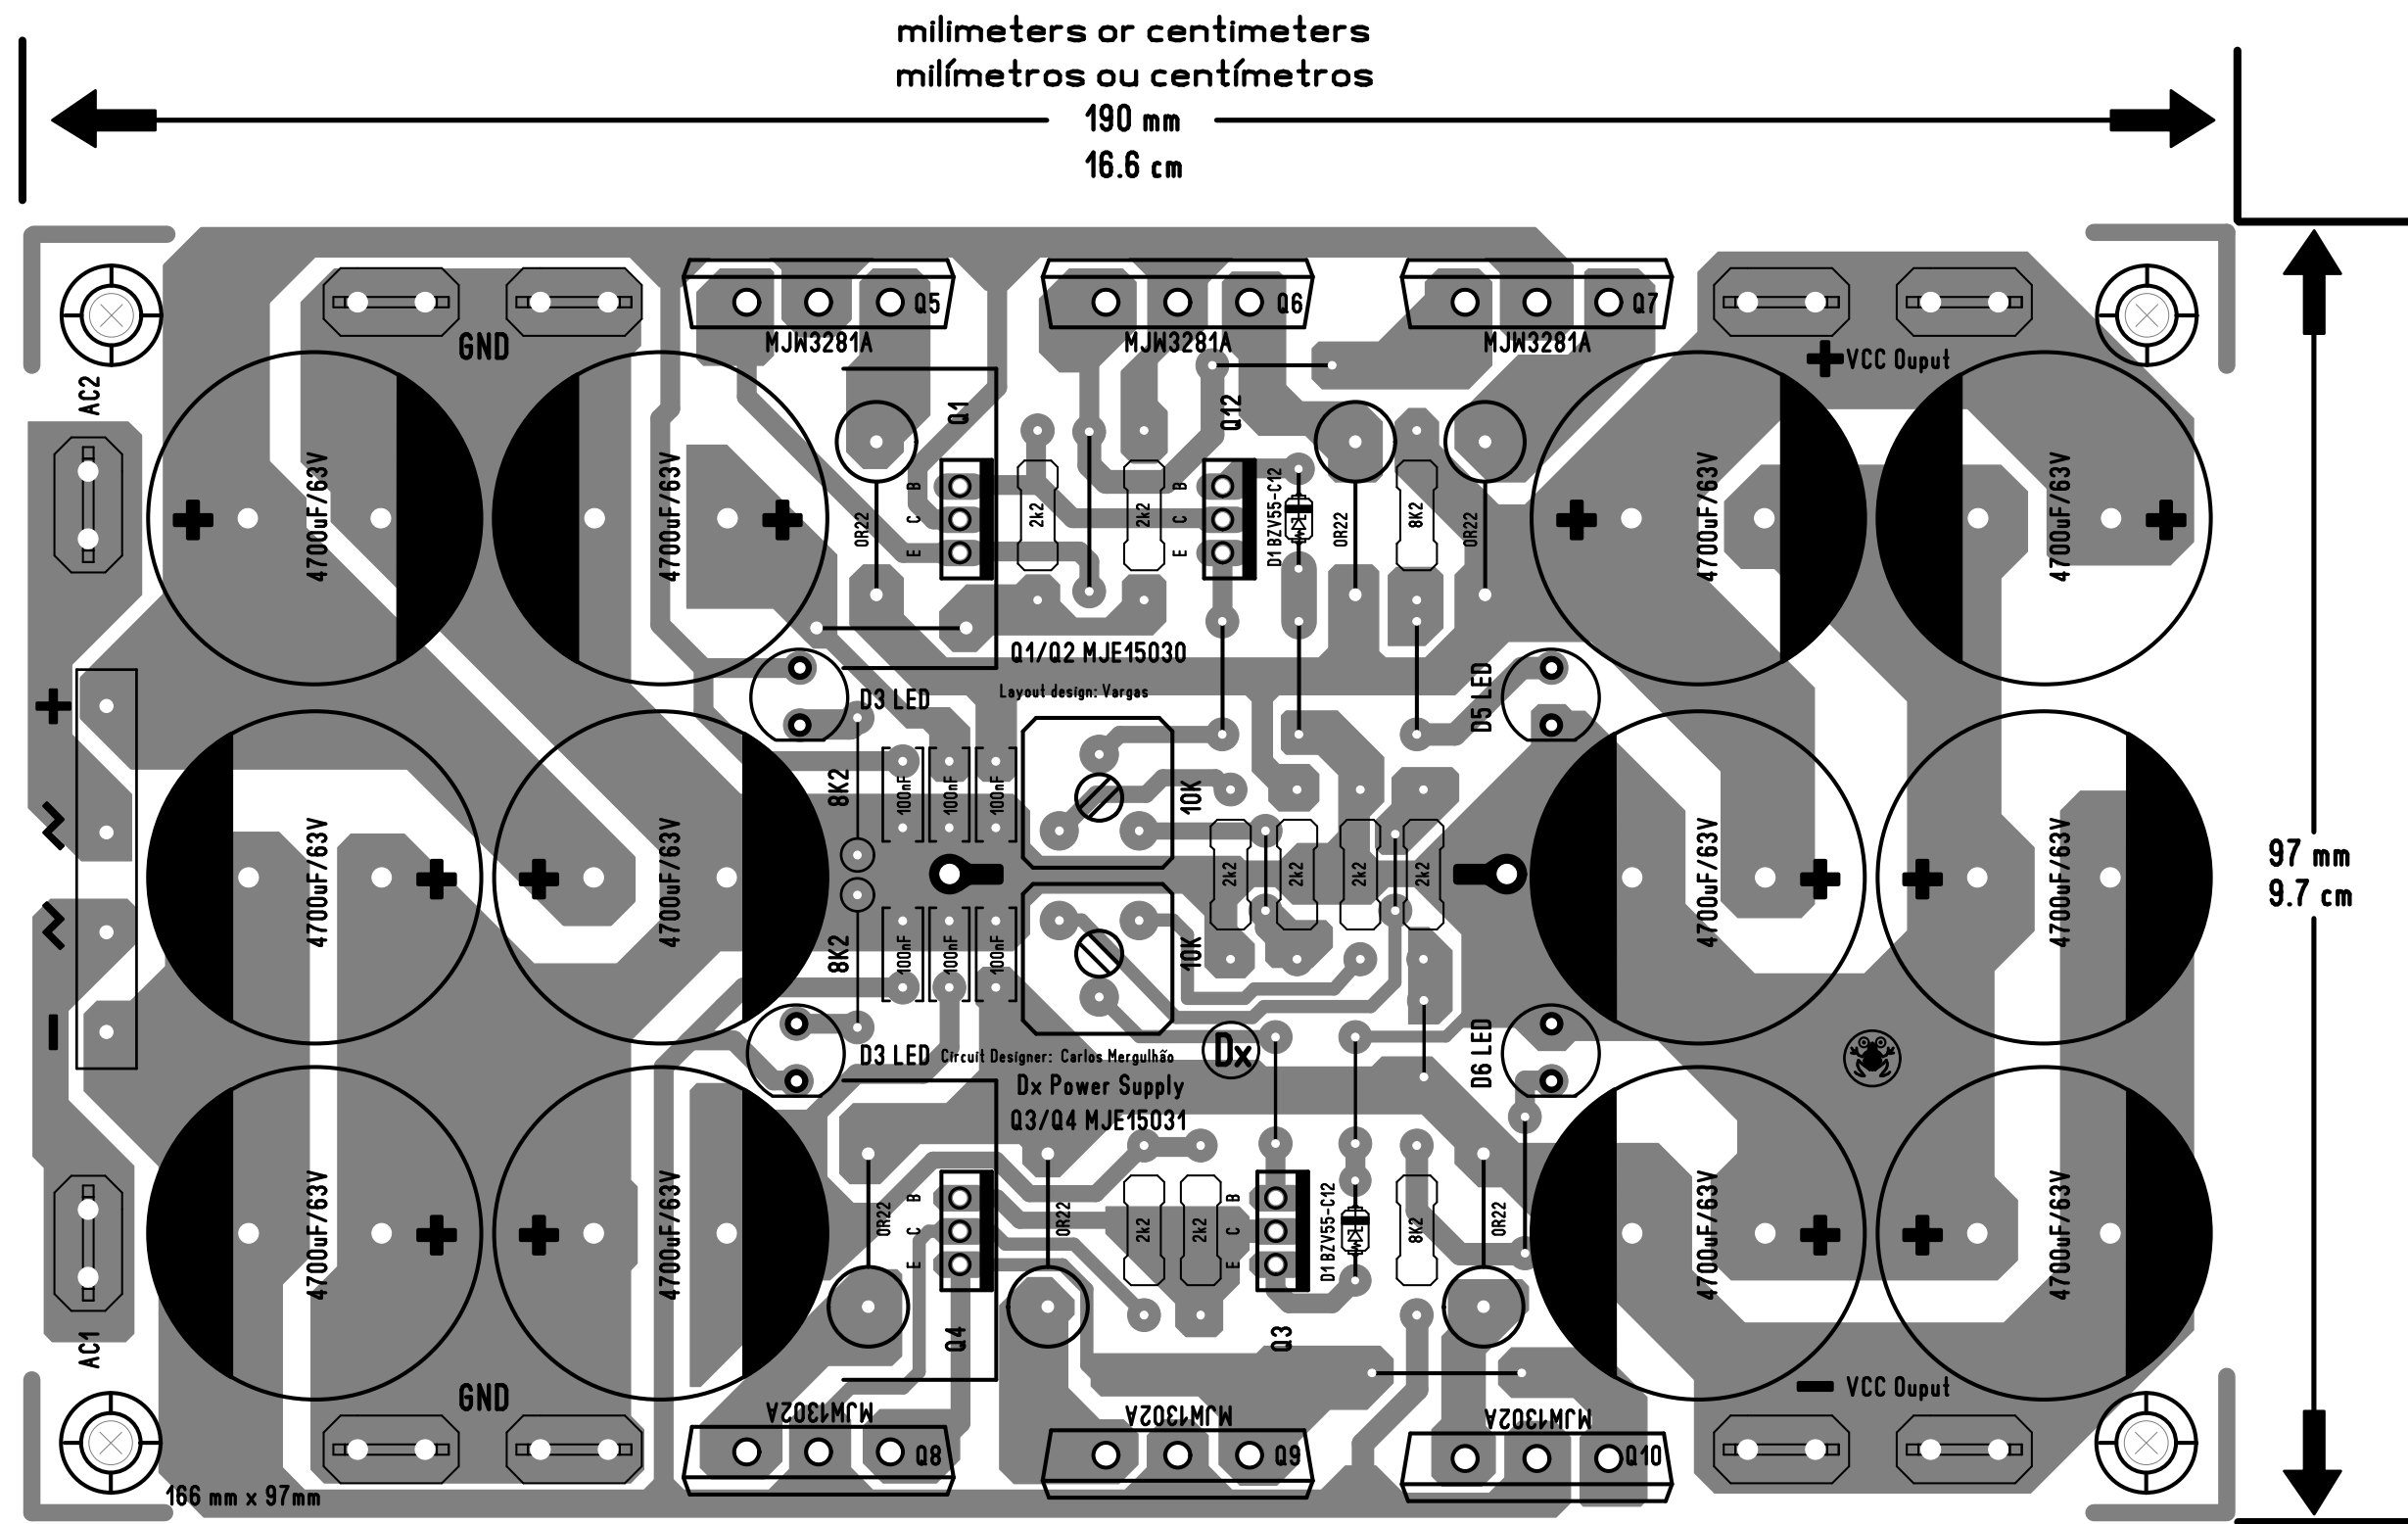 milimeters or centimeters
milímetros ou centímetros
190 mm
16.6 cm
Q5
Q6
Q7
MJW3281A
MJW3281A
MJW3281A
GND
VCC Ouput
AC2
Q1
Q12
4700uF/63V
4700uF/63V
4700uF/63V
4700uF/63V
B
C
E
B
C
E
OR22
2k2
2k2
D1 BZV55-C12
OR22
8K2
OR22
Q1/Q2 MJE15030
Layout design: Vargas
D3 LED
D5 LED
8K2
100nF
100nF
100nF
10K
4700uF/63V
4700uF/63V
4700uF/63V
4700uF/63V
2k2
2k2
2k2
2k2
97 mm
9.7 cm
8K2
100nF
100nF
100nF
10K
D3 LED
Circuit Designer: Carlos Mergulhão
Dx
D6 LED
Dx Power Supply
Q3/Q4 MJE15031
B
C
E
B
C
E
4700uF/63V
4700uF/63V
4700uF/63V
4700uF/63V
OR22
OR22
2k2
2k2
D1 BZV55-C12
8K2
OR22
Q4
Q3
AC1
GND
VCC Ouput
MJW1302A
MJW1302A
MJW1302A
Q8
Q9
Q10
166 mm x 97mm